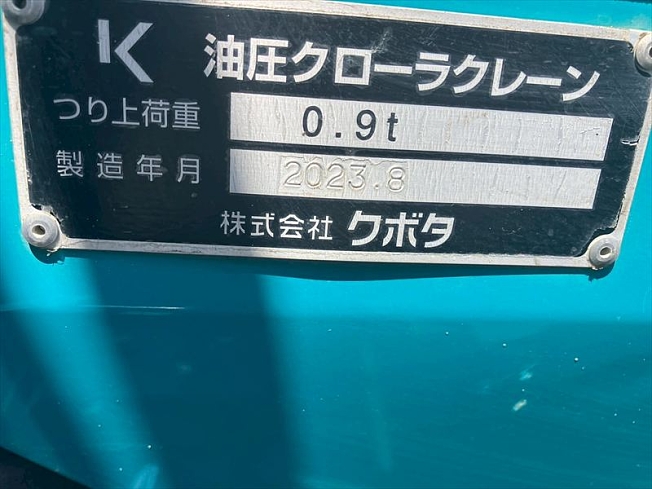 K 油圧クローラクレーン
つり上荷重 0.9t
製造年月 2023.8
株式会社 クボタ